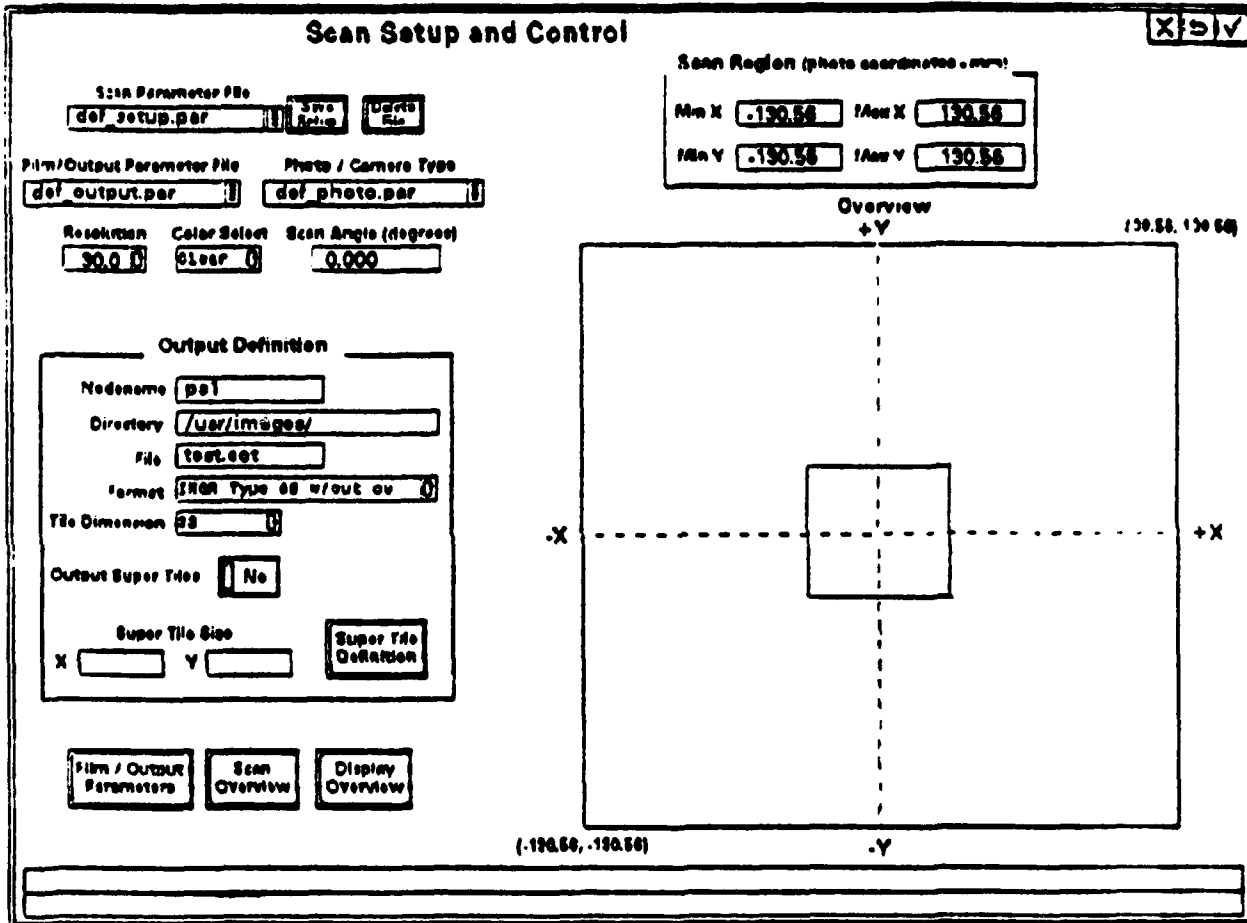 Scan Setup and Control
Scan Parameter File
def_setup.par
Save Setup
Delete File
Film/Output Parameter File
Photo / Camera Type
def_output.par
def_photo.par
Resolution
Color Select
Scan Angle (degrees)
30.0
Clear
0.000
Output Definition
Nodename
Directory /usr/images/
File
Format
Tile Dimension
Output Super Tiles No
Super Tile Size
X
Y
Super Tile Definition
Film / Output Parameters
Scan Overview
Display Overview
X
Scan Region (photo coordinates - mm)
Min X -130.56 Max X 130.56
Min Y -130.56 Max Y 130.56
Overview
+Y
(130.56, 130.56)
-X
+X
(-130.56, -130.56)
-Y